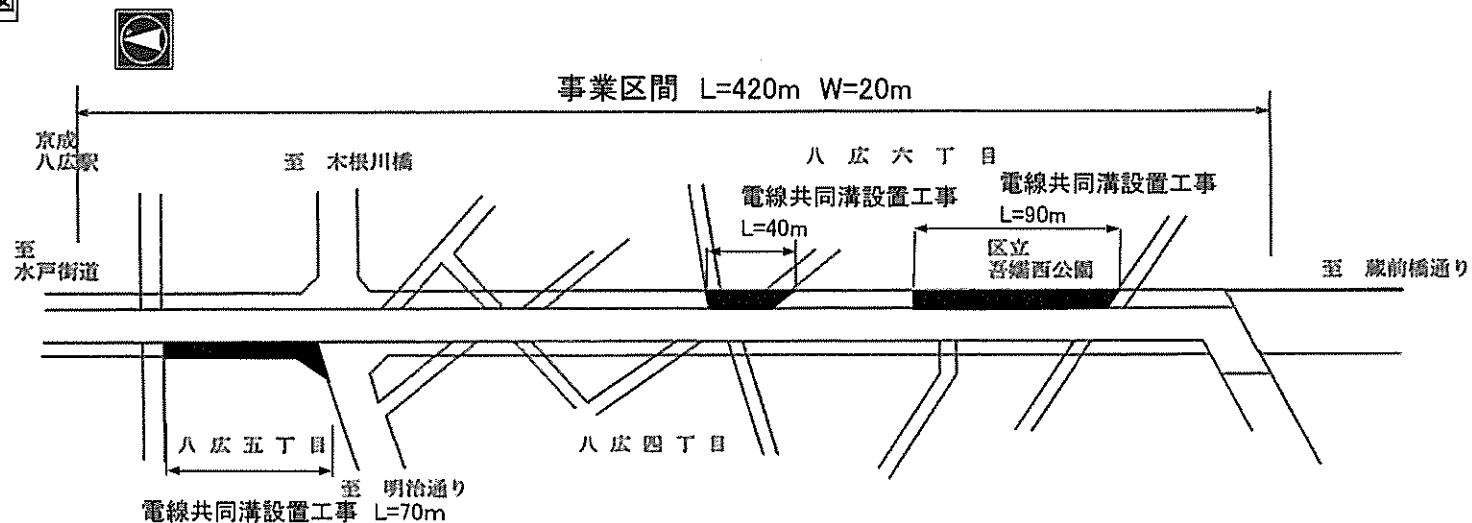 区
事業区間 L=420m W=20m
京成
八広駅
至 木根川橋
八広六丁目
電線共同溝設置工事
L=40m
電線共同溝設置工事
L=90m
区立
吾嬬西公園
至
水戸街道
至 蔵前橋通り
八広五丁目
八広四丁目
至 明治通り
電線共同溝設置工事 L=70m